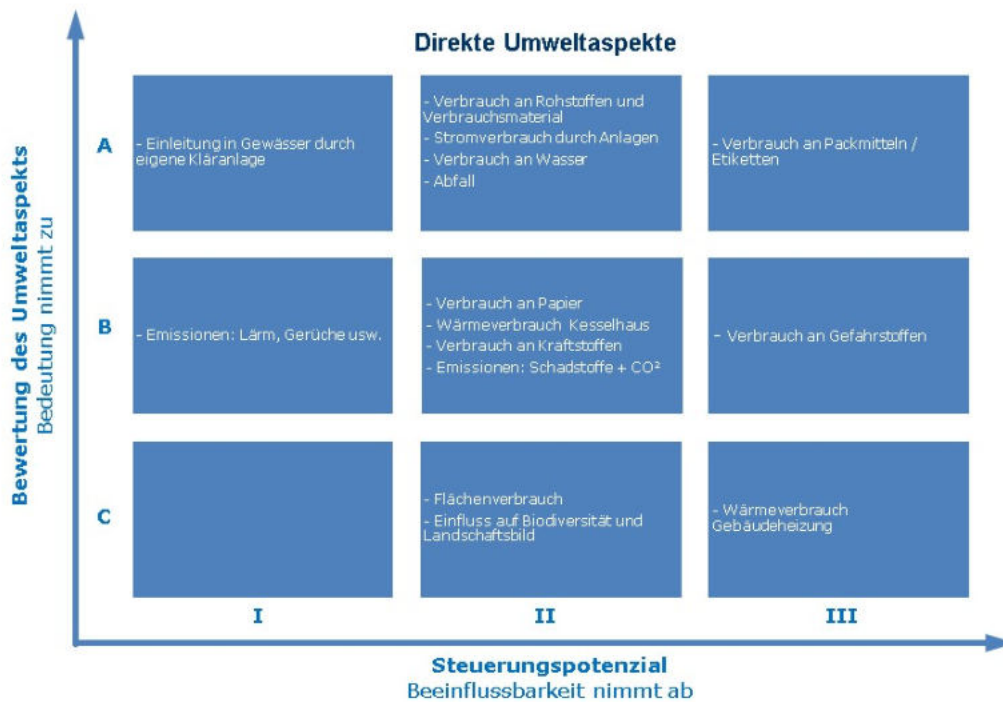 Direkte Umweltaspekte
Bewertung des Umweltaspekts
Bedeutung nimmt zu
A
- Einleitung in Gewässer durch
eigene Kläranlage
- Verbrauch an Rohstoffen und
Verbrauchsmaterial
- Stromverbrauch durch Anlagen
- Verbrauch an Wasser
- Abfall
- Verbrauch an Packmitteln /
Etiketten
B
- Emissionen: Lärm, Gerüche usw.
- Verbrauch an Papier
- Wärmeverbrauch Kesselhaus
- Verbrauch an Kraftstoffen
- Emissionen: Schadstoffe + CO²
- Verbrauch an Gefahrstoffen
C
- Flächenverbrauch
- Einfluss auf Biodiversität und
Landschaftsbild
- Wärmeverbrauch
Gebäudeheizung
I
II
III
Steuerungspotenzial
Beeinflussbarkeit nimmt ab